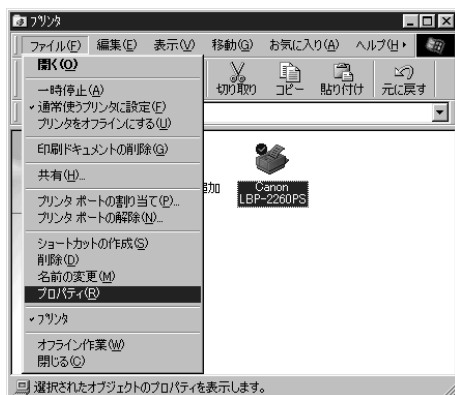 プリンタ
ファイル(F) 編集(E) 表示(V) 移動(G) お気に入り(A) ヘルプ(H)
開く(O)
切り取り コピー 貼り付け 元に戻す
一時停止(A)
通常使うプリンタに設定(F)
プリンタをオフラインにする(U)
印刷ドキュメントの削除(G)
共有(H)...
追加
Canon
LBP-2260PS
プリンタ ポートの割り当て(P)...
プリンタ ポートの解除(N)...
ショートカットの作成(S)
削除(D)
名前の変更(M)
プロパティ(R)
プリンタ
オフライン作業(W)
閉じる(C)
選択されたオブジェクトのプロパティを表示します。